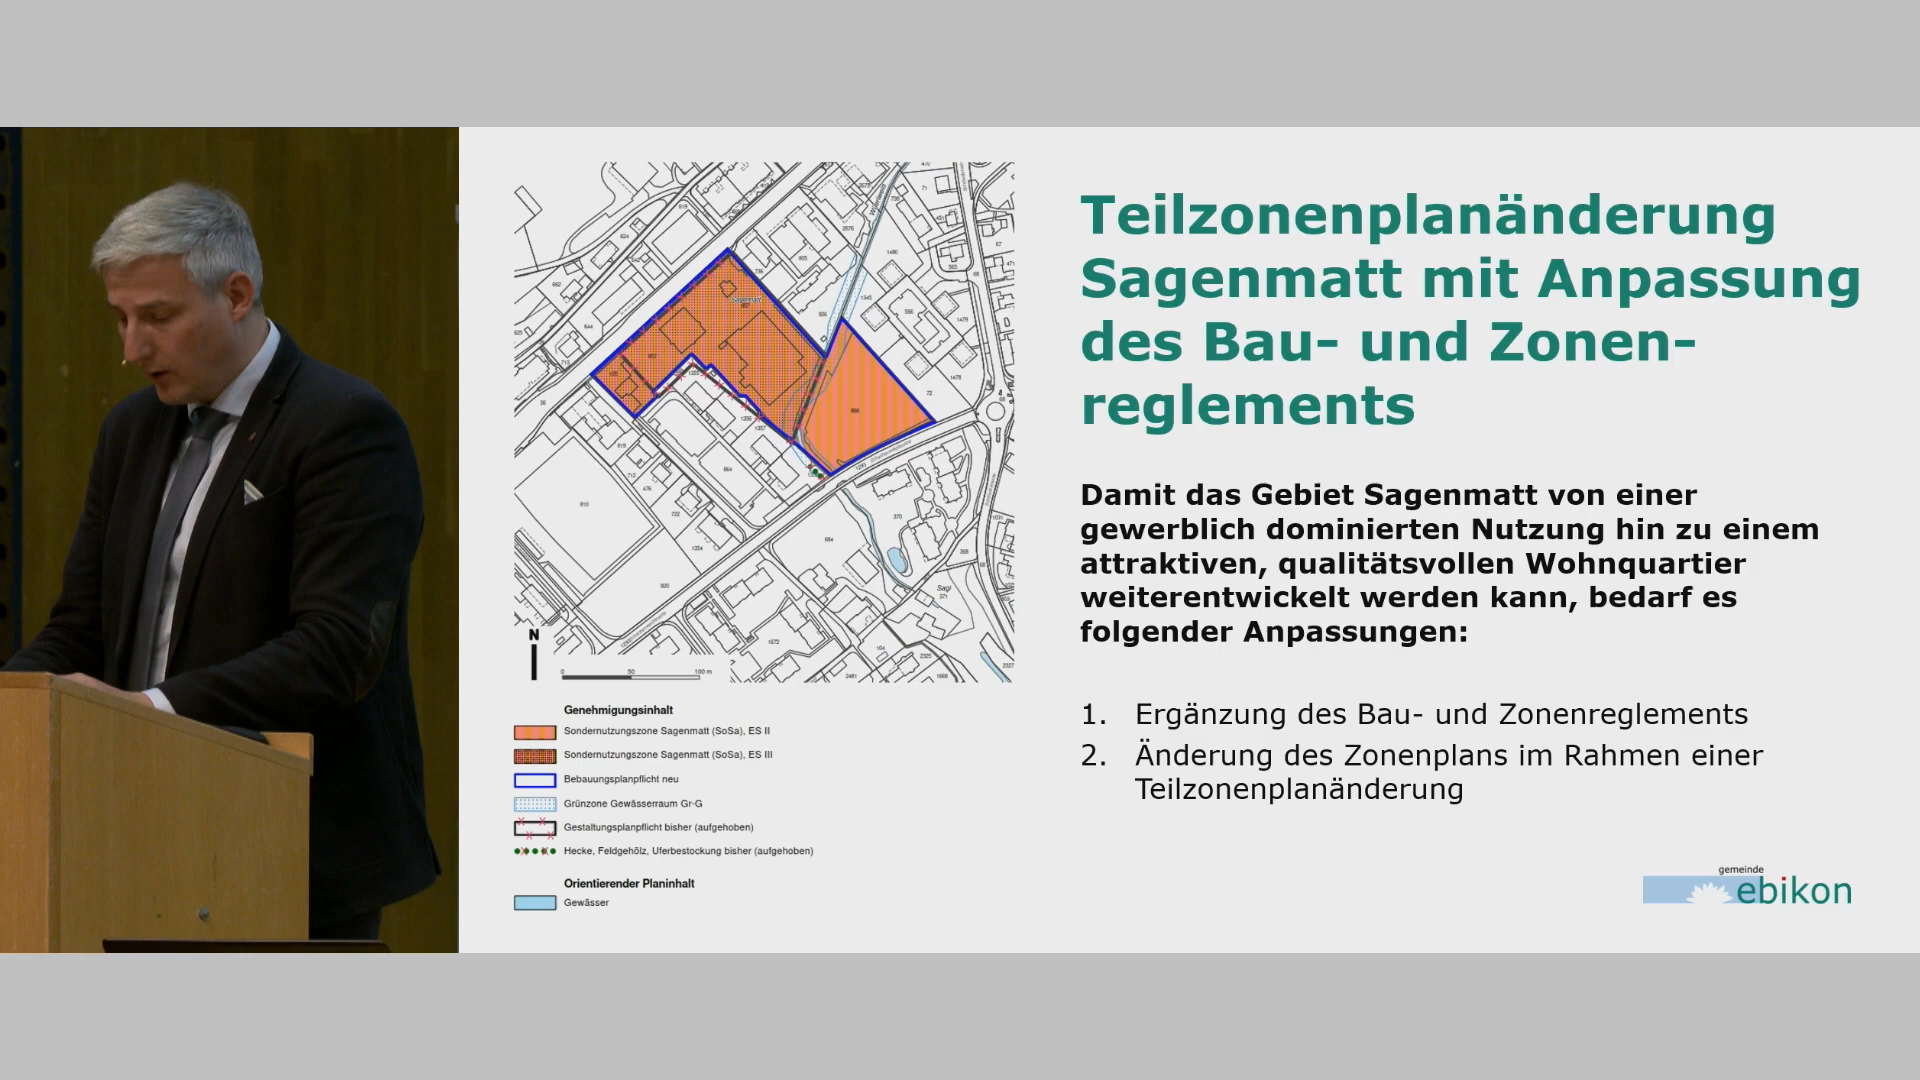 Teilzonenplanänderung
Sagenmatt mit Anpassung
des Bau- und Zonen-
reglements
Damit das Gebiet Sagenmatt von einer
gewerblich dominierten Nutzung hin zu einem
attraktiven, qualitätsvollen Wohnquartier
weiterentwickelt werden kann, bedarf es
folgender Anpassungen:
1. Ergänzung des Bau- und Zonenreglements
2. Änderung des Zonenplans im Rahmen einer
Teilzonenplanänderung
Sagi
N
0 50 100 m
Genehmigungsinhalt
Sondernutzungszone Sagenmatt (SoSa), ES II
Sondernutzungszone Sagenmatt (SoSa), ES III
Bebauungsplanpflicht neu
Grünzone Gewässerraum Gr-G
Gestaltungsplanpflicht bisher (aufgehoben)
Hecke, Feldgehölz, Uferbestockung bisher (aufgehoben)
Orientierender Planinhalt
Gewässer
gemeinde
ebikon